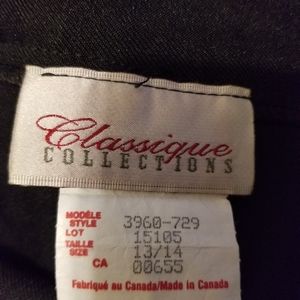 Classique
COLLECTIONS
MODÈLE
STYLE 3960-729
LOT 15105
TAILLE
SIZE 13/14
CA 00655
Fabriqué au Canada/Made in Canada